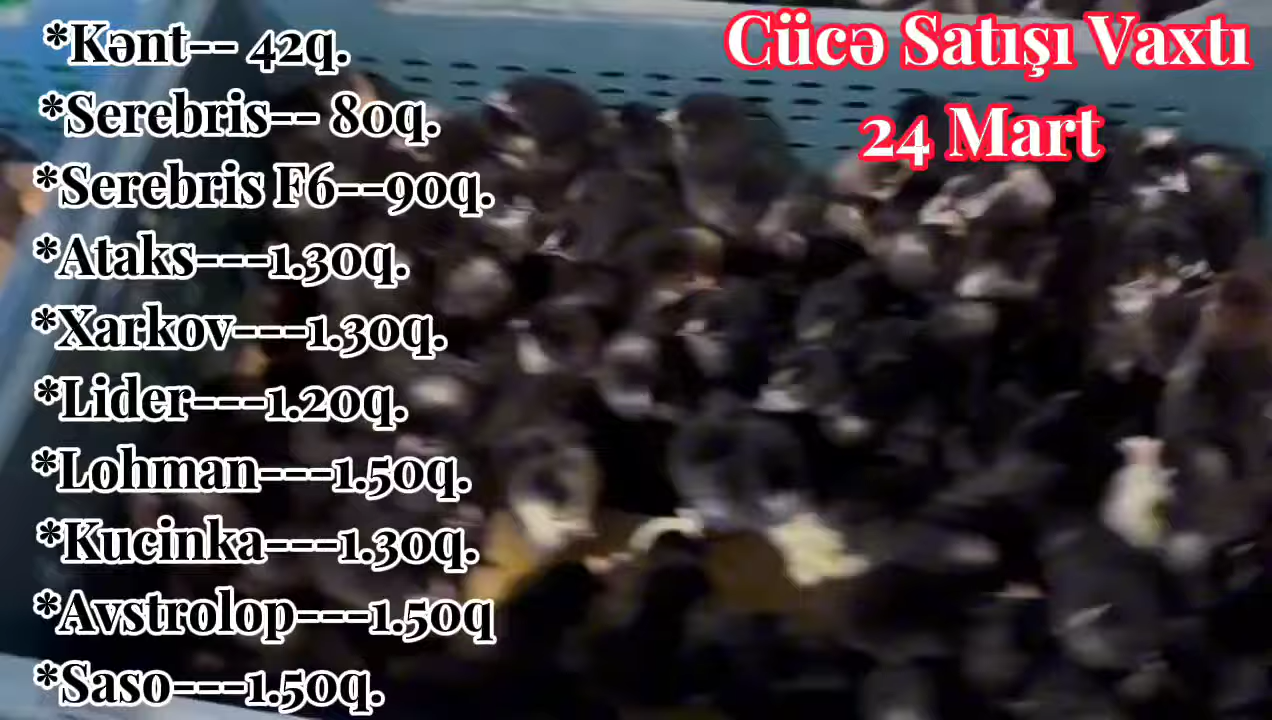 *Kənt-- 42q.
*Serebris-- 80q.
*Serebris F6--90q.
*Ataks---1.30q.
*Xarkov---1.30q.
*Lider---1.20q.
*Lohman---1.50q.
*Kucinka---1.30q.
*Avstrolop---1.50q
*Saso---1.50q.
Cücə Satışı Vaxtı
24 Mart